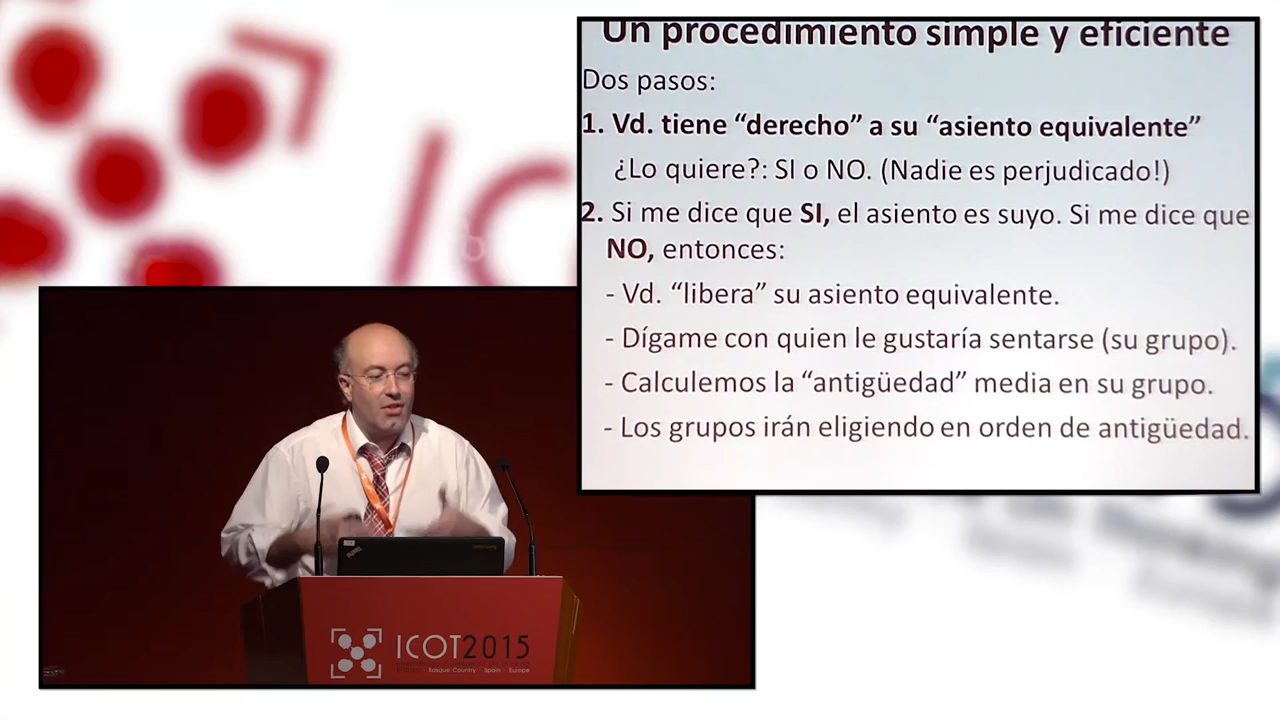 Un procedimiento simple y eficiente
Dos pasos:
1. Vd. tiene “derecho” a su “asiento equivalente”
¿Lo quiere?: SI o NO. (Nadie es perjudicado!)
2. Si me dice que SI, el asiento es suyo. Si me dice que
NO, entonces:
- Vd. “libera” su asiento equivalente.
- Dígame con quien le gustaría sentarse (su grupo).
- Calculemos la “antigüedad” media en su grupo.
- Los grupos irán eligiendo en orden de antigüedad.
ICOT2015
Basque Country Spain Europe